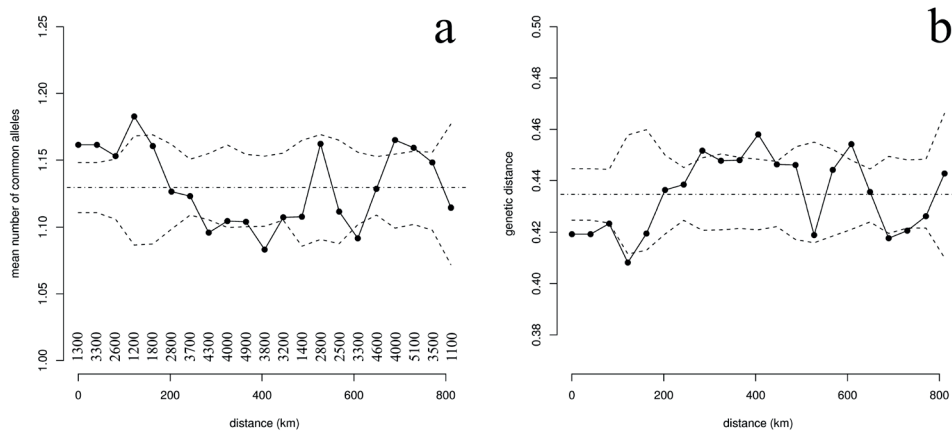 a
mean number of common alleles
1.25
1.20
1.15
1.10
1.05
1.00
1300 3300 2600 1200 1800 2800 3700 4300 4000 4900 3800 3200 1400 2800 2500 3300 4600 4000 5100 3500 1100
0 200 400 600 800
distance (km)
b
genetic distance
0.50
0.48
0.46
0.44
0.42
0.40
0.38
0 200 400 600 800
distance (km)